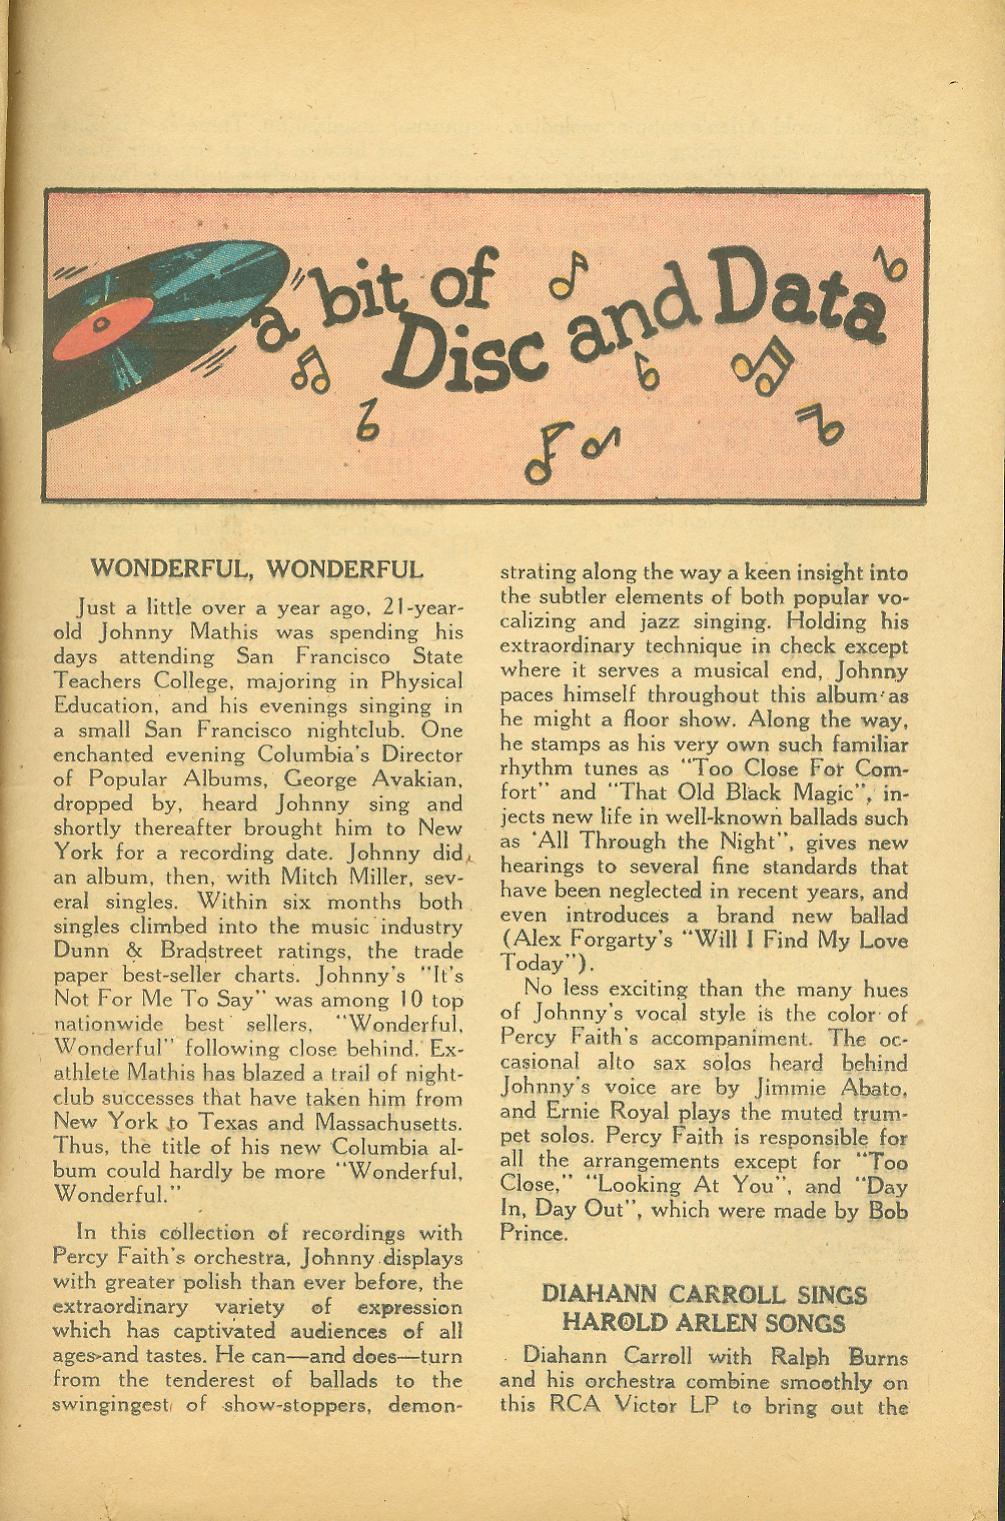 a bit of
Disc and Data
WONDERFUL, WONDERFUL
Just a little over a year ago, 21-year-
old Johnny Mathis was spending his
days attending San Francisco State
Teachers College, majoring in Physical
Education, and his evenings singing in
a small San Francisco nightclub. One
enchanted evening Columbia's Director
of Popular Albums, George Avakian,
dropped by, heard Johnny sing and
shortly thereafter brought him to New
York for a recording date. Johnny did
an album, then, with Mitch Miller, sev-
eral singles. Within six months both
singles climbed into the music industry
Dunn & Bradstreet ratings, the trade
paper best-seller charts. Johnny's "It's
Not For Me To Say" was among 10 top
nationwide best sellers, "Wonderful,
Wonderful" following close behind. Ex-
athlete Mathis has blazed a trail of night-
club successes that have taken him from
New York to Texas and Massachusetts.
Thus, the title of his new Columbia al-
bum could hardly be more "Wonderful,
Wonderful."
In this collection of recordings with
Percy Faith's orchestra, Johnny displays
with greater polish than ever before, the
extraordinary variety of expression
which has captivated audiences of all
ages and tastes. He can—and does—turn
from the tenderest of ballads to the
swingingest of show-stoppers, demon-
strating along the way a keen insight into
the subtler elements of both popular vo-
calizing and jazz singing. Holding his
extraordinary technique in check except
where it serves a musical end, Johnny
paces himself throughout this album as
he might a floor show. Along the way,
he stamps as his very own such familiar
rhythm tunes as "Too Close For Com-
fort" and "That Old Black Magic", in-
jects new life in well-known ballads such
as 'All Through the Night", gives new
hearings to several fine standards that
have been neglected in recent years, and
even introduces a brand new ballad
(Alex Forgarty's "Will I Find My Love
Today").
No less exciting than the many hues
of Johnny's vocal style is the color of
Percy Faith's accompaniment. The oc-
casional alto sax solos heard behind
Johnny's voice are by Jimmie Abato,
and Ernie Royal plays the muted trum-
pet solos. Percy Faith is responsible for
all the arrangements except for "Too
Close," "Looking At You", and "Day
In, Day Out", which were made by Bob
Prince.
DIAHANN CARROLL SINGS
HAROLD ARLEN SONGS
Diahann Carroll with Ralph Burns
and his orchestra combine smoothly on
this RCA Victor LP to bring out the